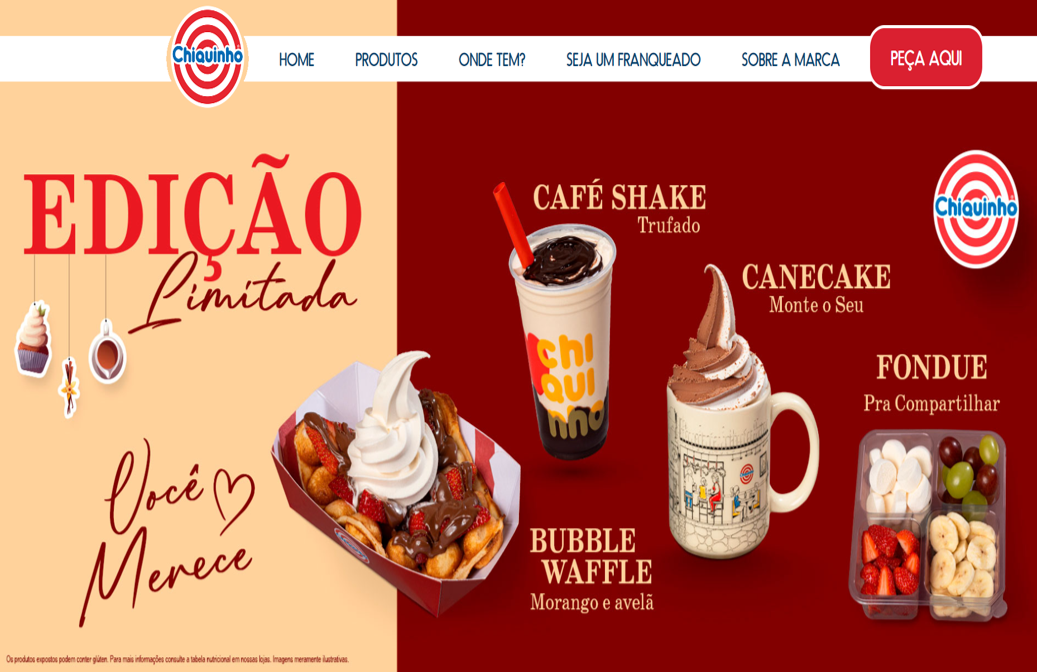 Chiquinho
HOME
PRODUTOS
ONDE TEM?
SEJA UM FRANQUEADO
SOBRE A MARCA
PEÇA AQUI
EDIÇÃO
Limitada
Você
Merece
CAFÉ SHAKE
Trufado
chi
qui
nho
CANECAKE
Monte o Seu
Chiquinho
FONDUE
Pra Compartilhar
BUBBLE
WAFFLE
Morango e avelã
Os produtos expostos podem conter glúten. Para mais informações consulte a tabela nutricional em nossas lojas. Imagens meramente ilustrativas.